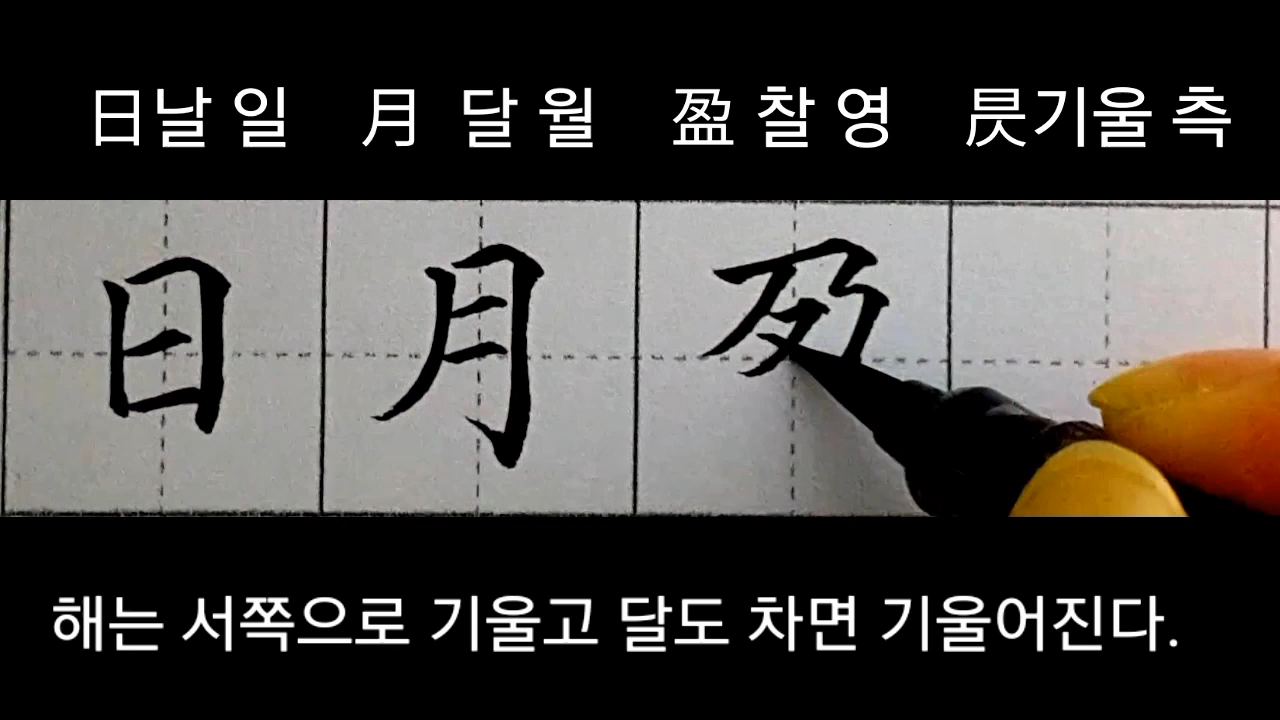 日날 일 月 달 월 盈 찰 영 昃기울 측
日 月 夃
해는 서쪽으로 기울고 달도 차면 기울어진다.